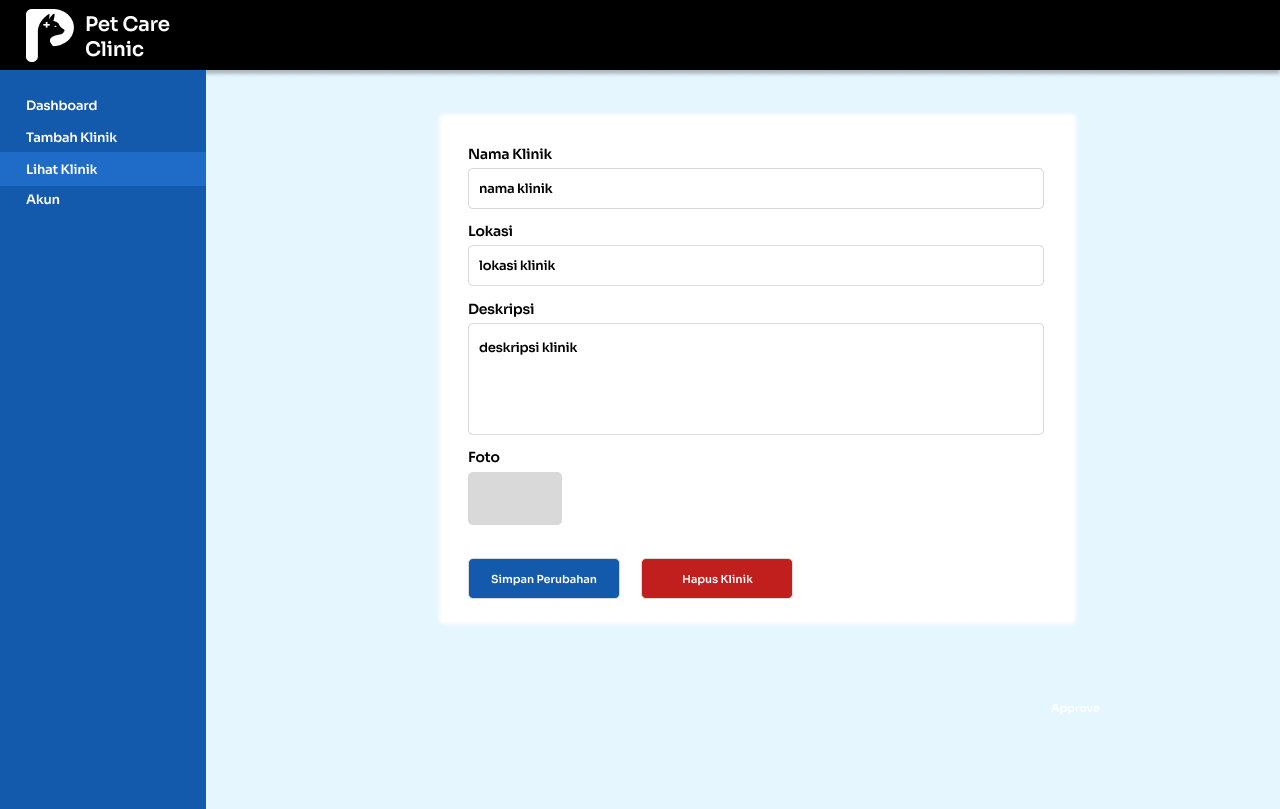 Pet Care
Clinic
Dashboard
Tambah Klinik
Lihat Klinik
Akun
Nama Klinik
nama klinik
Lokasi
lokasi klinik
Deskripsi
deskripsi klinik
Foto
Simpan Perubahan
Hapus Klinik
Approve